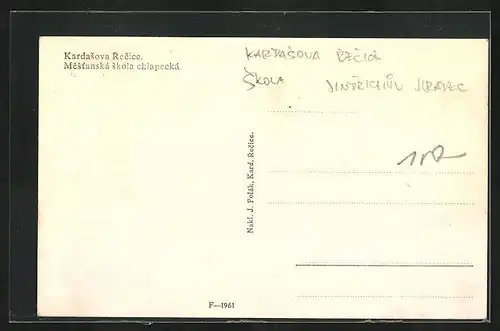 Kardašova Řečice.
Měšťanská škola chlapecká.
KARDAŠOVA ŘEČICE
ŠKOLA JINDŘICHŮV HRADEC
Nakl. J. Polák, Kard. Řečice.
F—1961